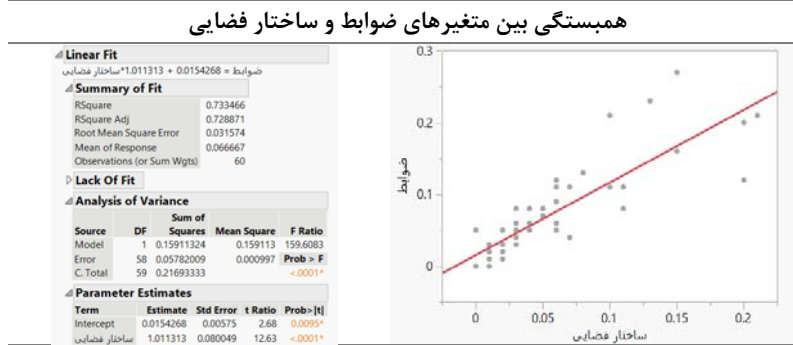 همبستگی بین متغیرهای ضوابط و ساختار فضایی
Linear Fit
ضوابط = 0.0154268 + 1.011313*ساختار فضایی
Summary of Fit
RSquare 0.733466
RSquare Adj 0.728871
Root Mean Square Error 0.031574
Mean of Response 0.066667
Observations (or Sum Wgts) 60
Lack Of Fit
Analysis of Variance
Sum of
Source DF Squares Mean Square F Ratio
Model 1 0.15911324 0.159113 159.6083
Error 58 0.05782009 0.000997 Prob > F
C. Total 59 0.21693333 <.0001*
Parameter Estimates
Term Estimate Std Error t Ratio Prob>|t|
Intercept 0.0154268 0.00575 2.68 0.0095*
ساختار فضایی 1.011313 0.080049 12.63 <.0001*
0.3
0.2
0.1
0
ضوابط
0 0.05 0.1 0.15 0.2
ساختار فضایی